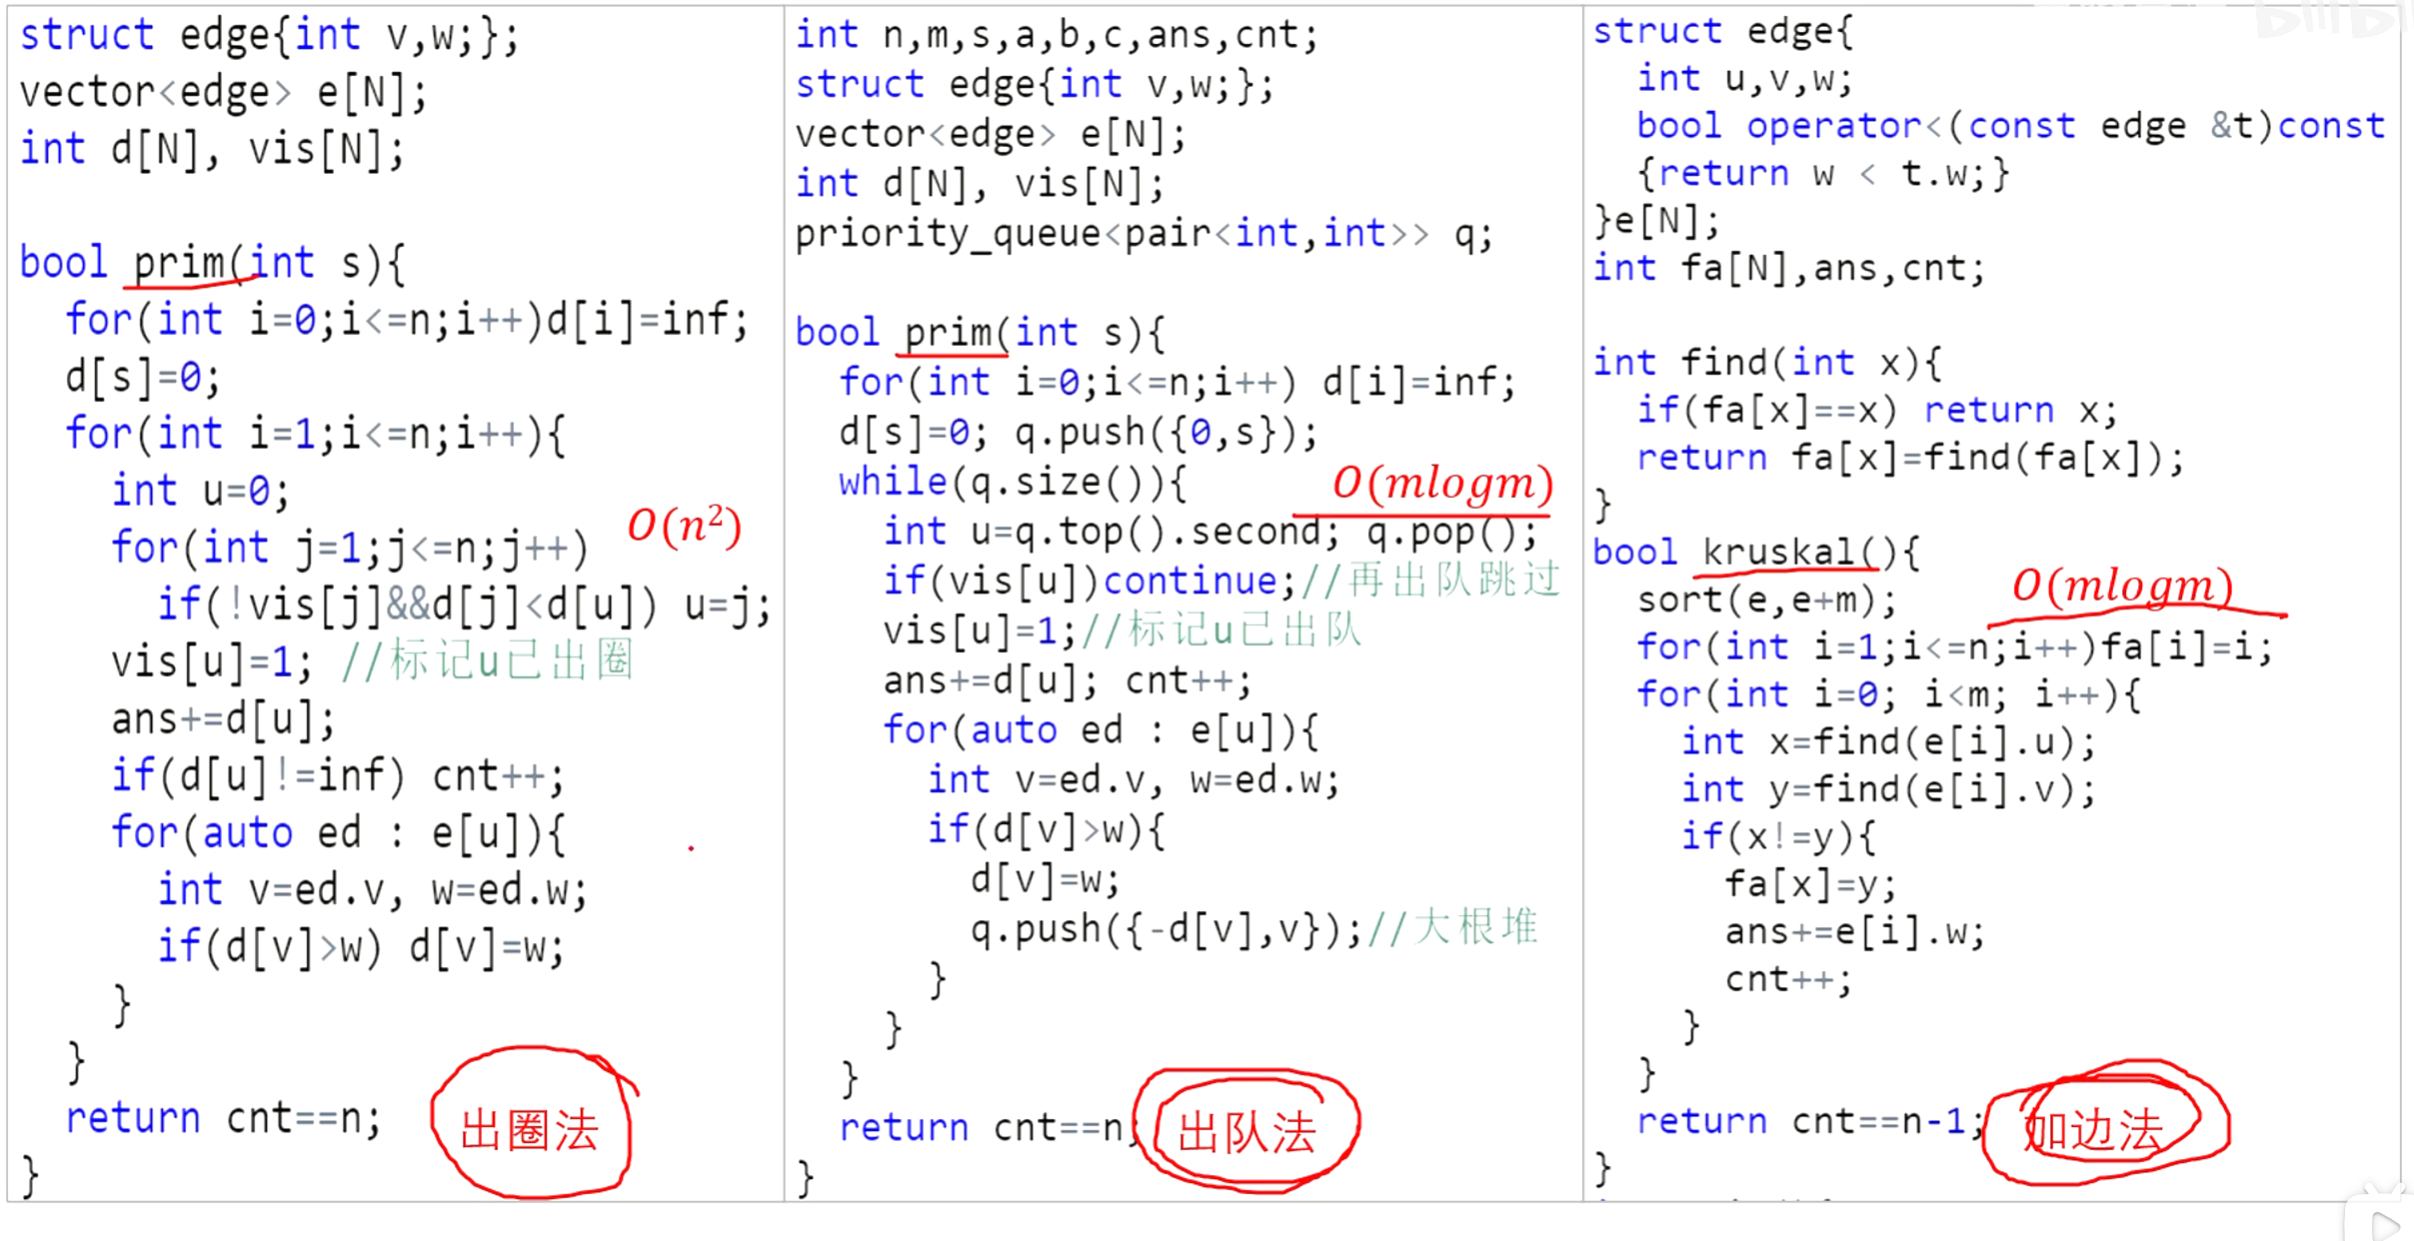 struct edge{int v,w;};
vector<edge> e[N];
int d[N], vis[N];
bool prim(int s){
for(int i=0;i<=n;i++)d[i]=inf;
d[s]=0;
for(int i=1;i<=n;i++){
int u=0;
O(n²)
for(int j=1;j<=n;j++)
if(!vis[j]&&d[j]<d[u]) u=j;
vis[u]=1; //标记u已出圈
ans+=d[u];
if(d[u]!=inf) cnt++;
for(auto ed : e[u]){
int v=ed.v, w=ed.w;
if(d[v]>w) d[v]=w;
}
}
return cnt==n;
出圈法
}
int n,m,s,a,b,c,ans,cnt;
struct edge{int v,w;};
vector<edge> e[N];
int d[N], vis[N];
priority_queue<pair<int,int>> q;
bool prim(int s){
for(int i=0;i<=n;i++) d[i]=inf;
d[s]=0; q.push({0,s});
while(q.size()){
O(mlogm)
int u=q.top().second; q.pop();
if(vis[u])continue;//再出队跳过
vis[u]=1;//标记u已出队
ans+=d[u]; cnt++;
for(auto ed : e[u]){
int v=ed.v, w=ed.w;
if(d[v]>w){
d[v]=w;
q.push({-d[v],v});//大根堆
}
}
}
return cnt==n;
出队法
}
struct edge{
int u,v,w;
bool operator<(const edge &t)const
{return w < t.w;}
}e[N];
int fa[N],ans,cnt;
int find(int x){
if(fa[x]==x) return x;
return fa[x]=find(fa[x]);
}
bool kruskal(){
O(mlogm)
sort(e,e+m);
for(int i=1;i<=n;i++)fa[i]=i;
for(int i=0; i<m; i++){
int x=find(e[i].u);
int y=find(e[i].v);
if(x!=y){
fa[x]=y;
ans+=e[i].w;
cnt++;
}
}
return cnt==n-1;
加边法
}